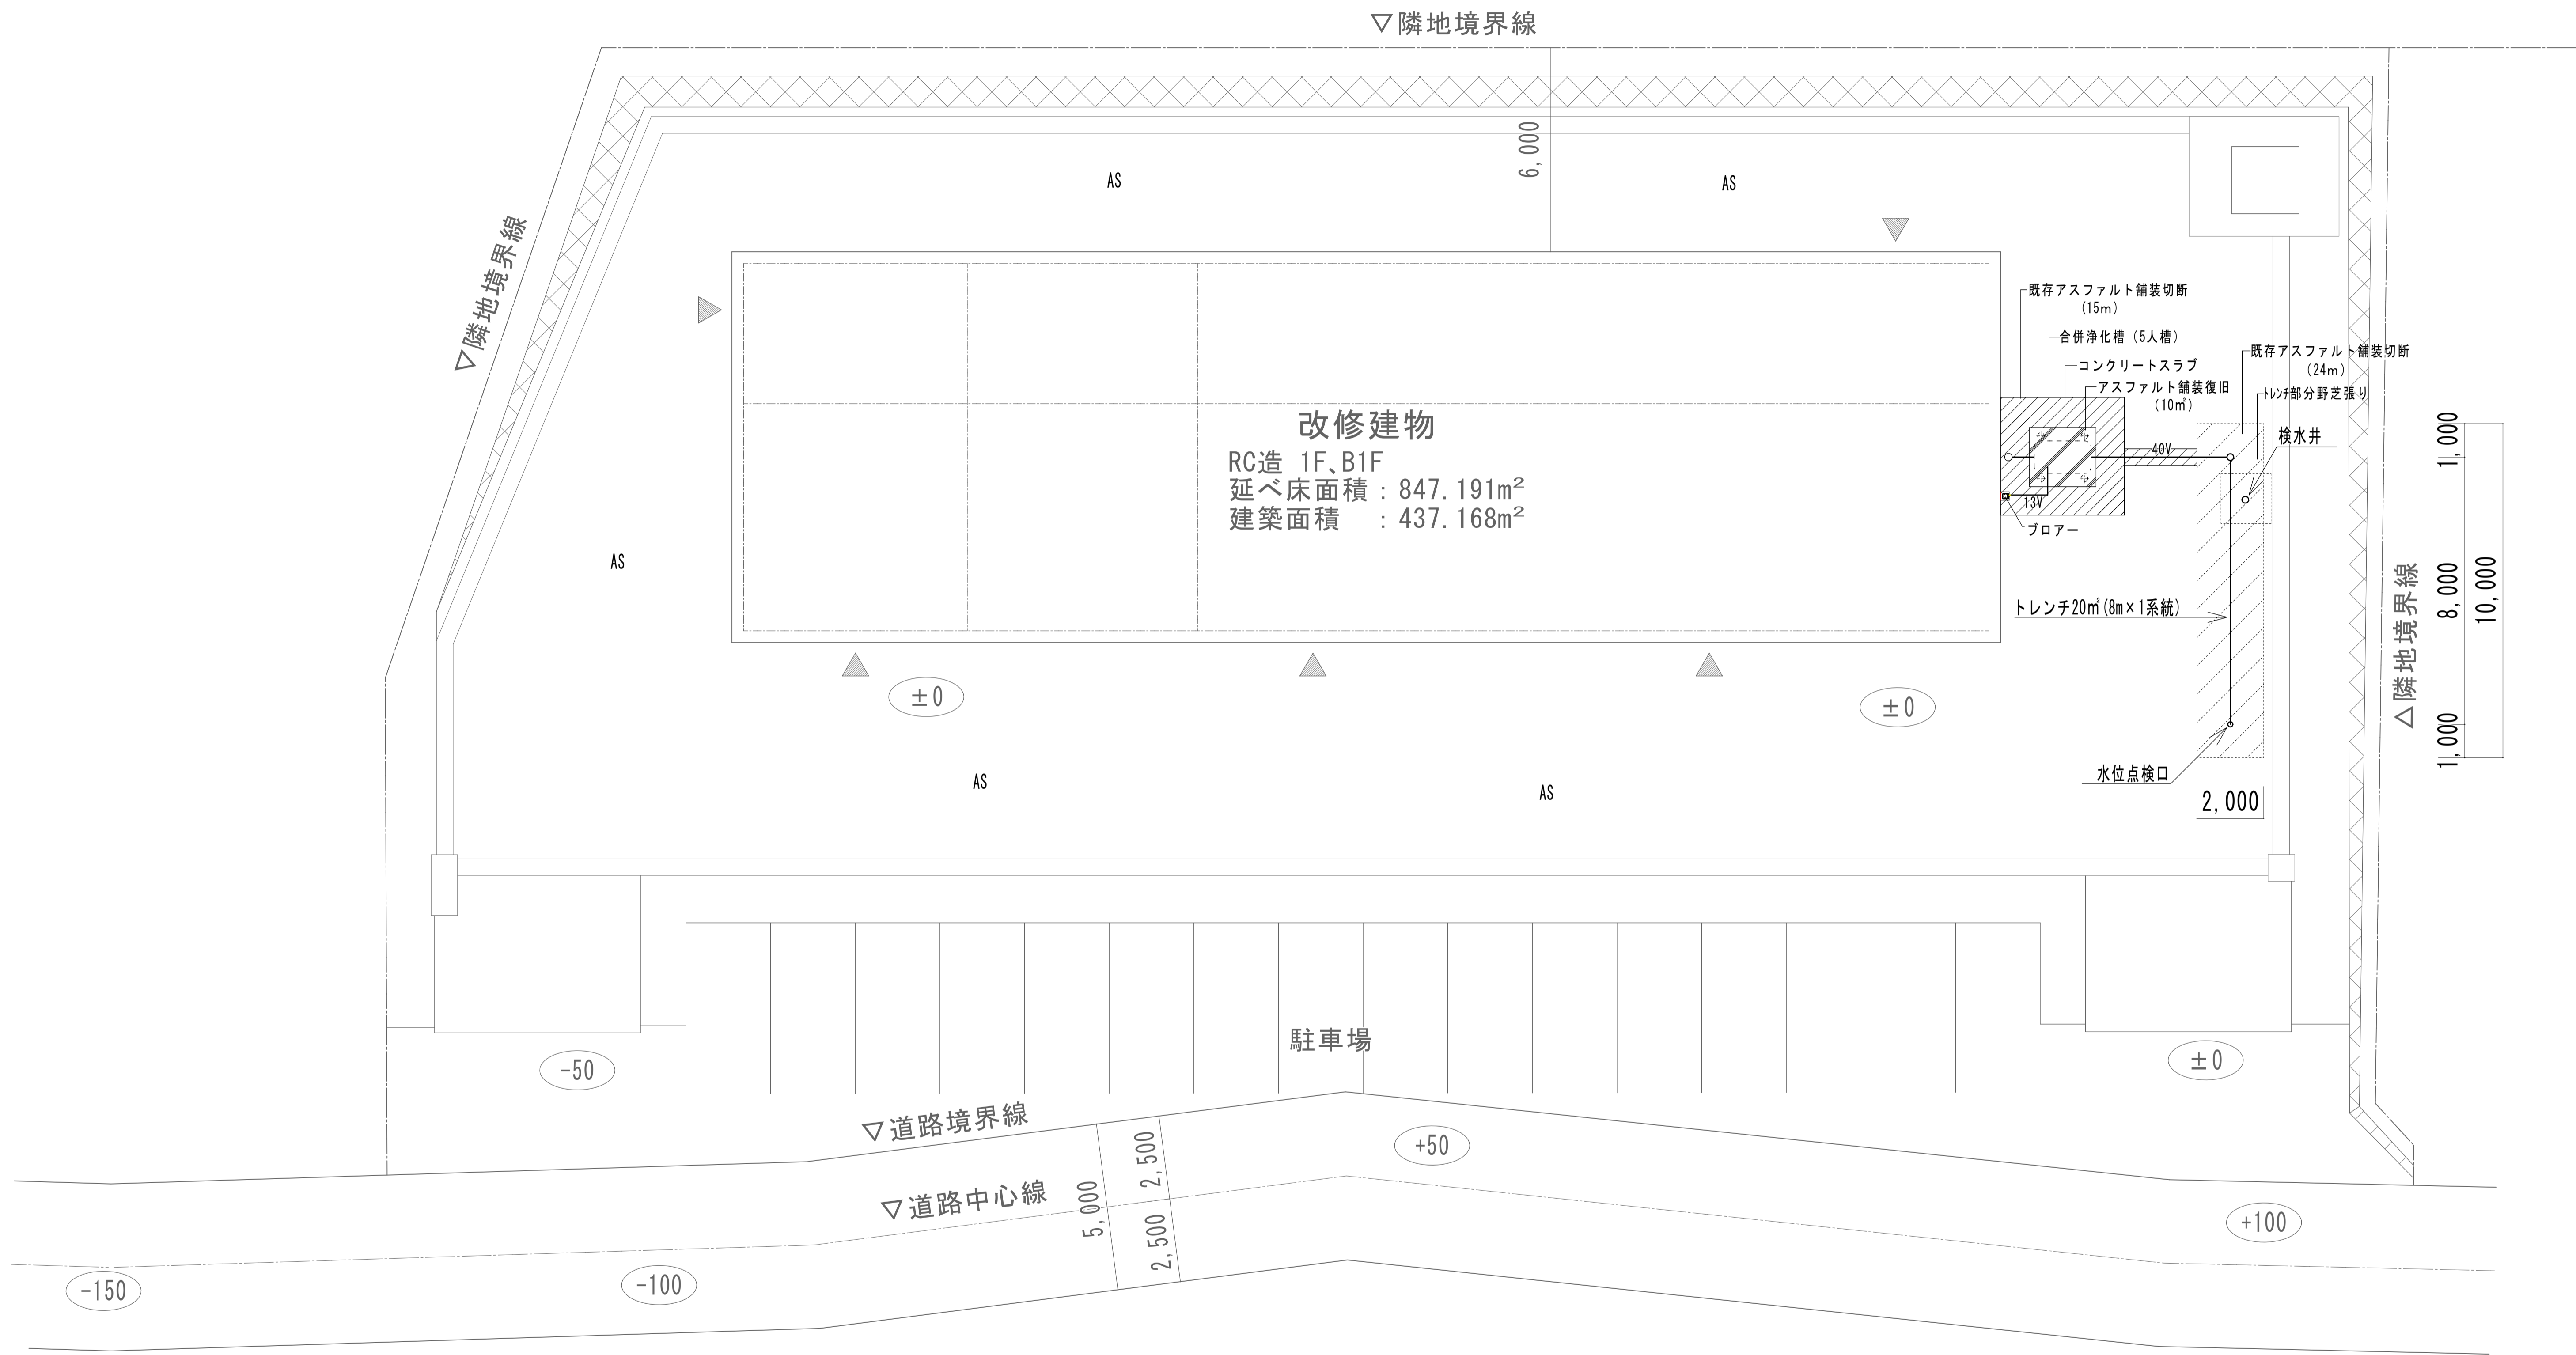 ▽隣地境界線
▽隣地境界線
6,000
AS
AS
既存アスファルト舗装切断
(15m)
合併浄化槽（5人槽）
コンクリートスラブ
アスファルト舗装復旧
(10㎡)
既存アスファルト舗装切断
(24m)
ﾄﾚﾝﾁ部分野芝張り
検水井
改修建物
RC造 1F、B1F
延べ床面積：847.191m²
建築面積　：437.168m²
40V
13V
ブロアー
AS
トレンチ20㎡(8m×1系統)
△隣地境界線
1,000
8,000
1,000
10,000
±0
±0
水位点検口
2,000
AS
AS
駐車場
-50
±0
▽道路境界線
▽道路中心線
5,000
2,500
2,500
+50
+100
-150
-100